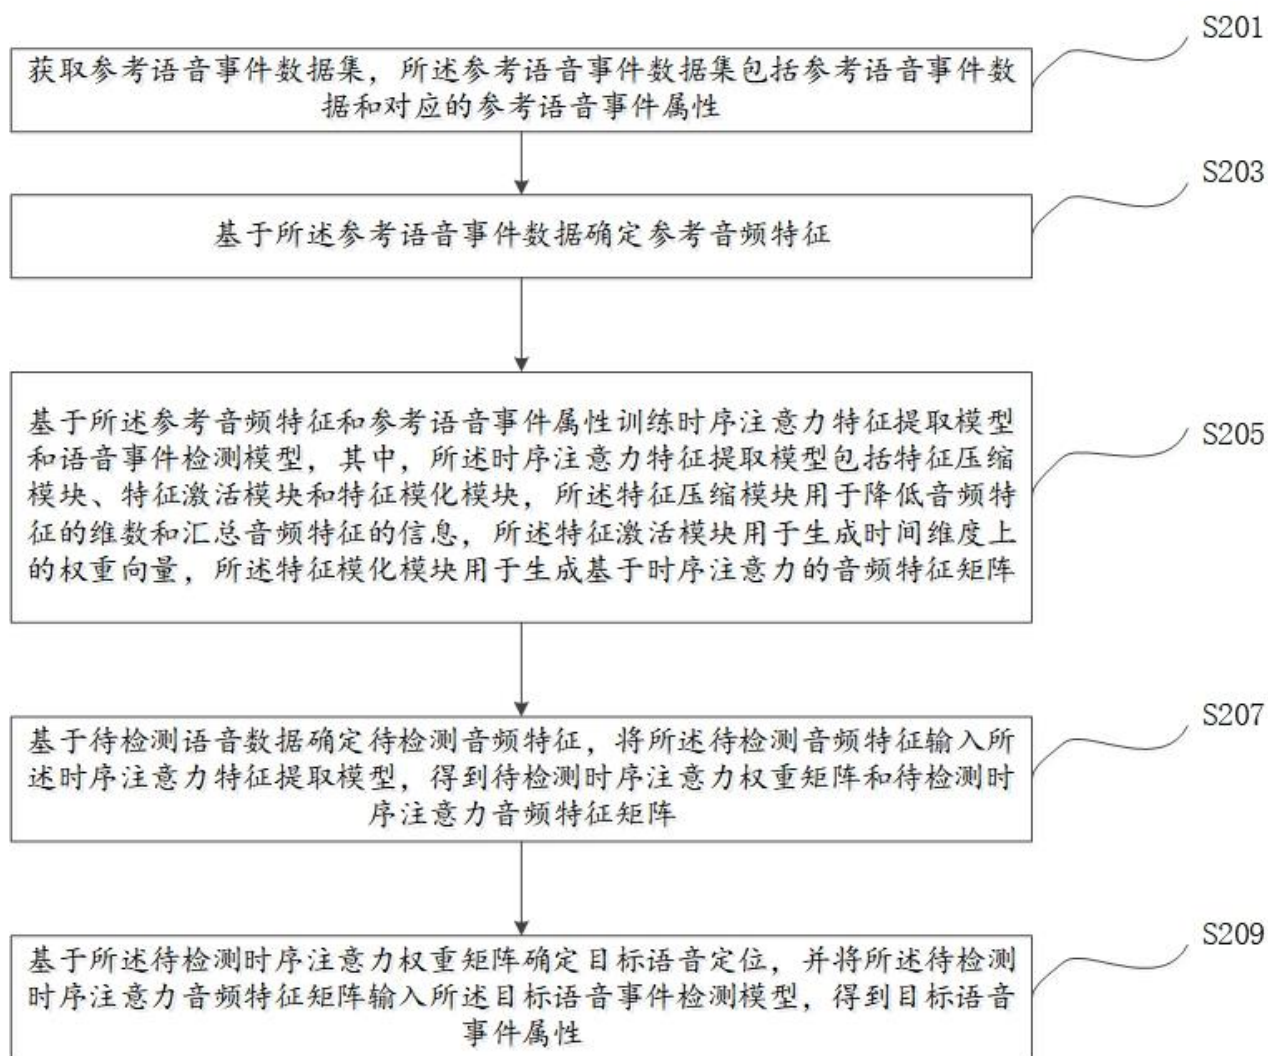 S201
获取参考语音事件数据集，所述参考语音事件数据集包括参考语音事件数
据和对应的参考语音事件属性
S203
基于所述参考语音事件数据确定参考音频特征
S205
基于所述参考音频特征和参考语音事件属性训练时序注意力特征提取模型
和语音事件检测模型，其中，所述时序注意力特征提取模型包括特征压缩
模块、特征激活模块和特征模化模块，所述特征压缩模块用于降低音频特
征的维数和汇总音频特征的信息，所述特征激活模块用于生成时间维度上
的权重向量，所述特征模化模块用于生成基于时序注意力的音频特征矩阵
S207
基于待检测语音数据确定待检测音频特征，将所述待检测音频特征输入所
述时序注意力特征提取模型，得到待检测时序注意力权重矩阵和待检测时
序注意力音频特征矩阵
S209
基于所述待检测时序注意力权重矩阵确定目标语音定位，并将所述待检测
时序注意力音频特征矩阵输入所述目标语音事件检测模型，得到目标语音
事件属性